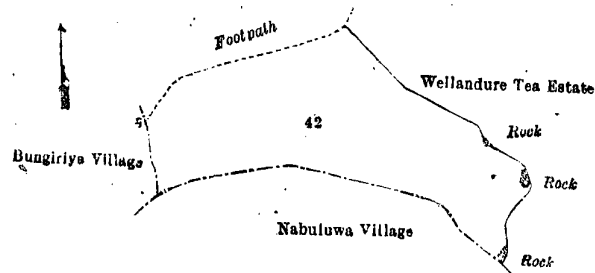 Footpath
Wellandure Tea Estate
42
Rock
Bungiriya Village
Rock
Nabuluwa Village
Rock